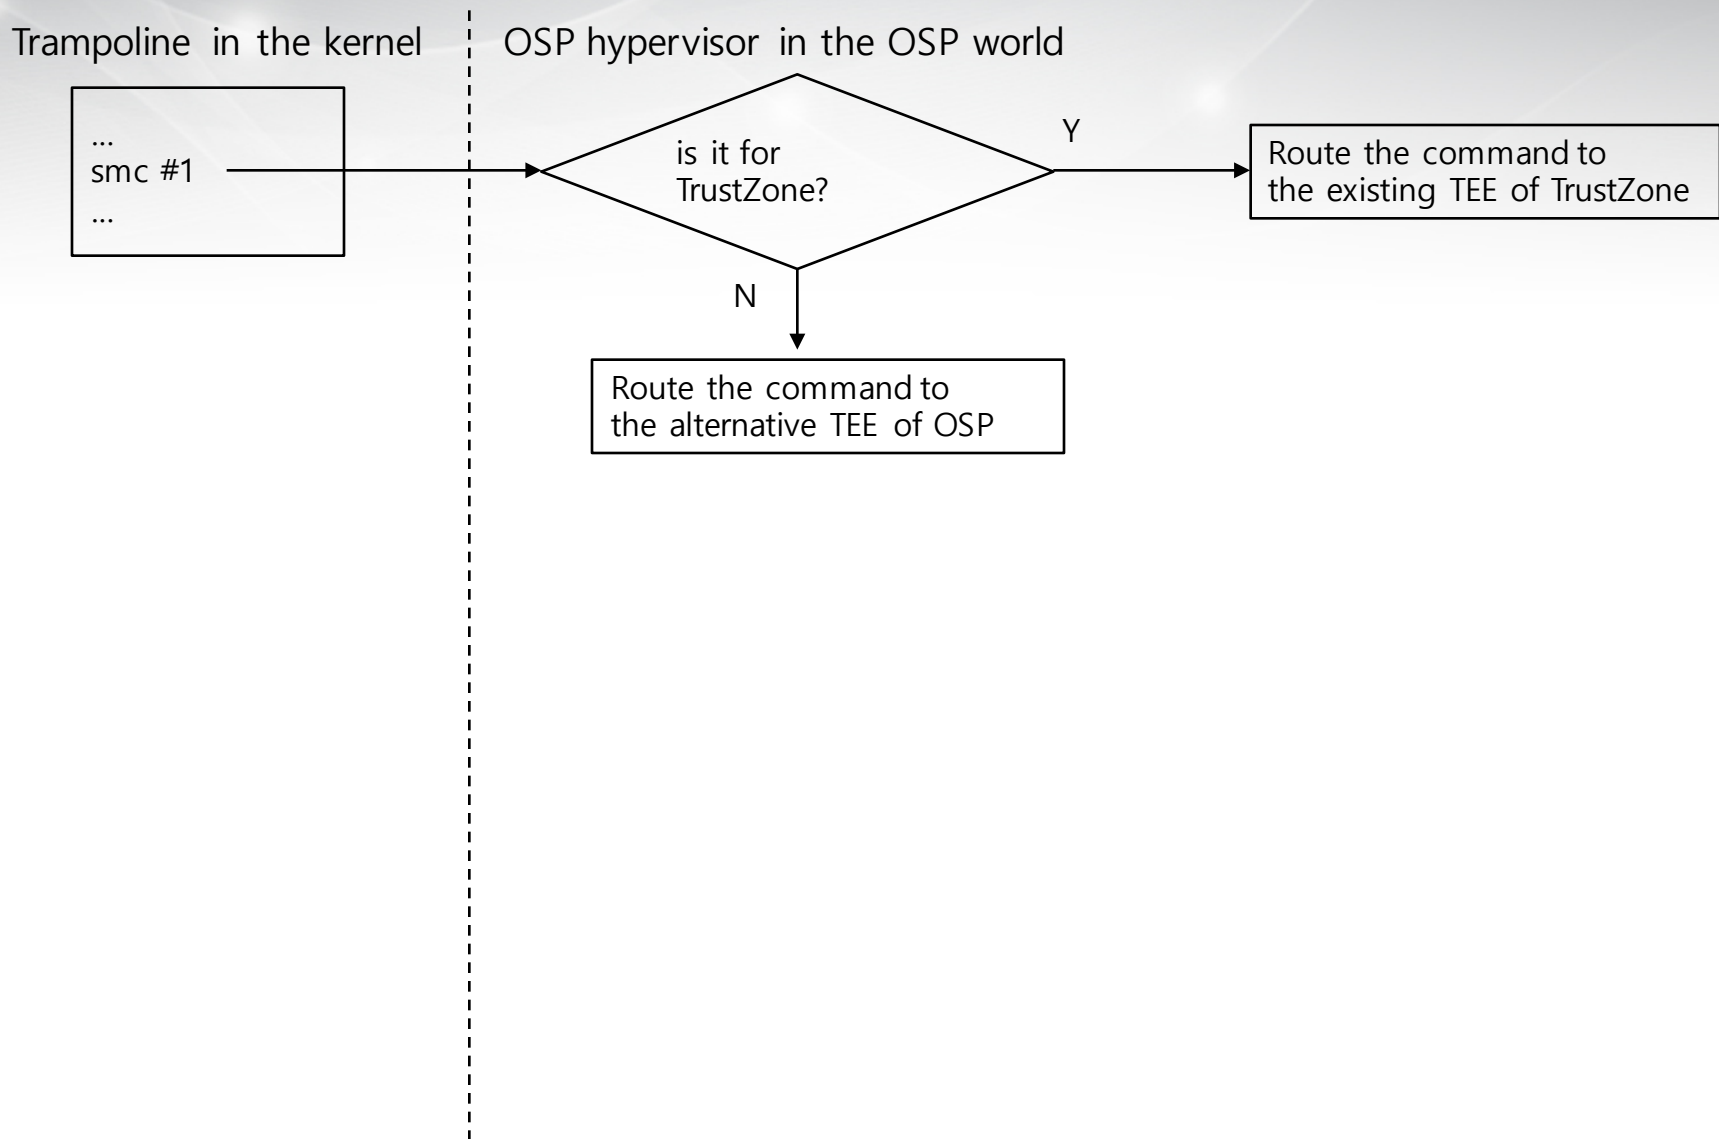 Trampoline in the kernel
OSP hypervisor in the OSP world
...
smc #1
...
is it for
TrustZone?
Y
Route the command to
the existing TEE of TrustZone
N
Route the command to
the alternative TEE of OSP